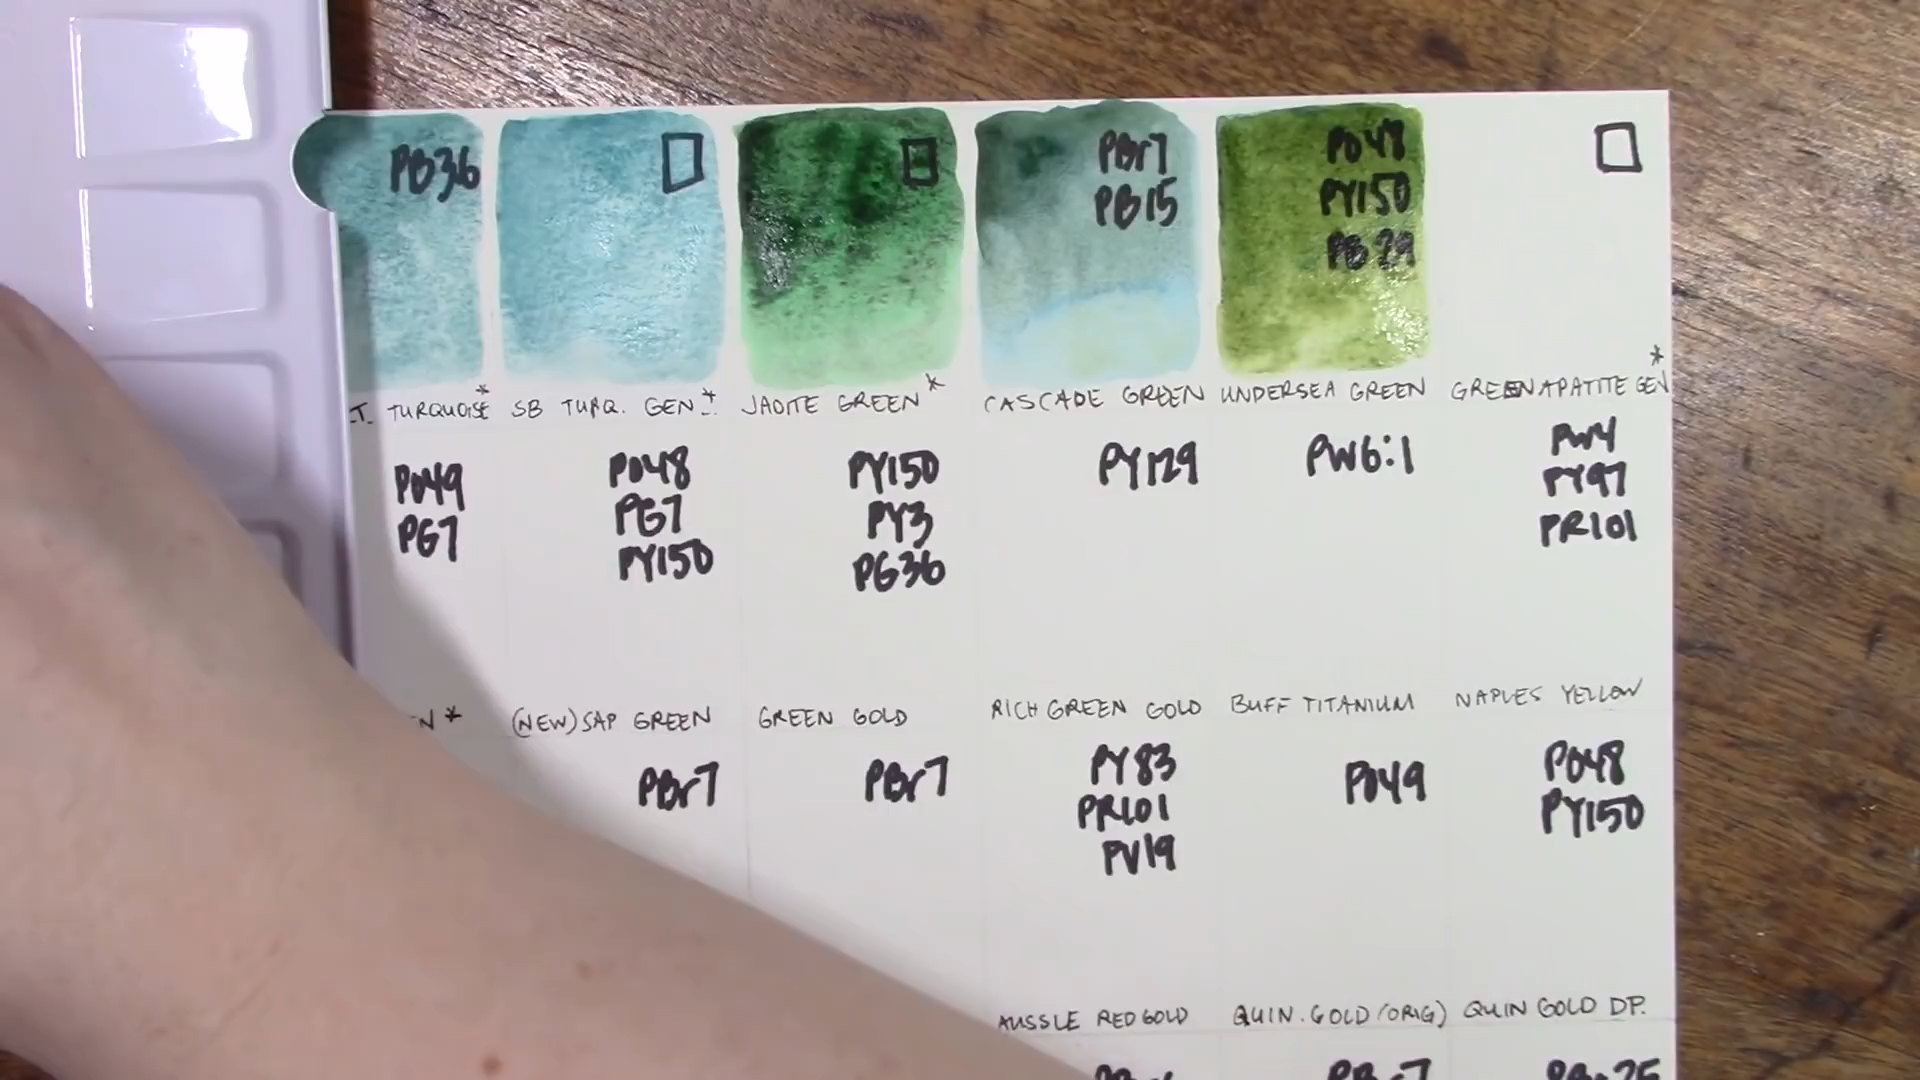 PB36
PBr7
PB15
PO48
PY150
PB29
T. TURQUOISE*
SB TURQ. GEN.*
JADITE GREEN*
CASCADE GREEN
UNDERSEA GREEN
GREEN APATITE GEN*
PO49
PG7
PO48
PG7
PY150
PY150
PY3
PG36
PY129
PW6:1
PW4
PY97
PR101
N*
(NEW) SAP GREEN
GREEN GOLD
RICH GREEN GOLD
BUFF TITANIUM
NAPLES YELLOW
PBr7
PBr7
PY83
PR101
PV19
PO49
PO48
PY150
AUSSIE RED GOLD
QUIN. GOLD (ORIG)
QUIN GOLD DP.